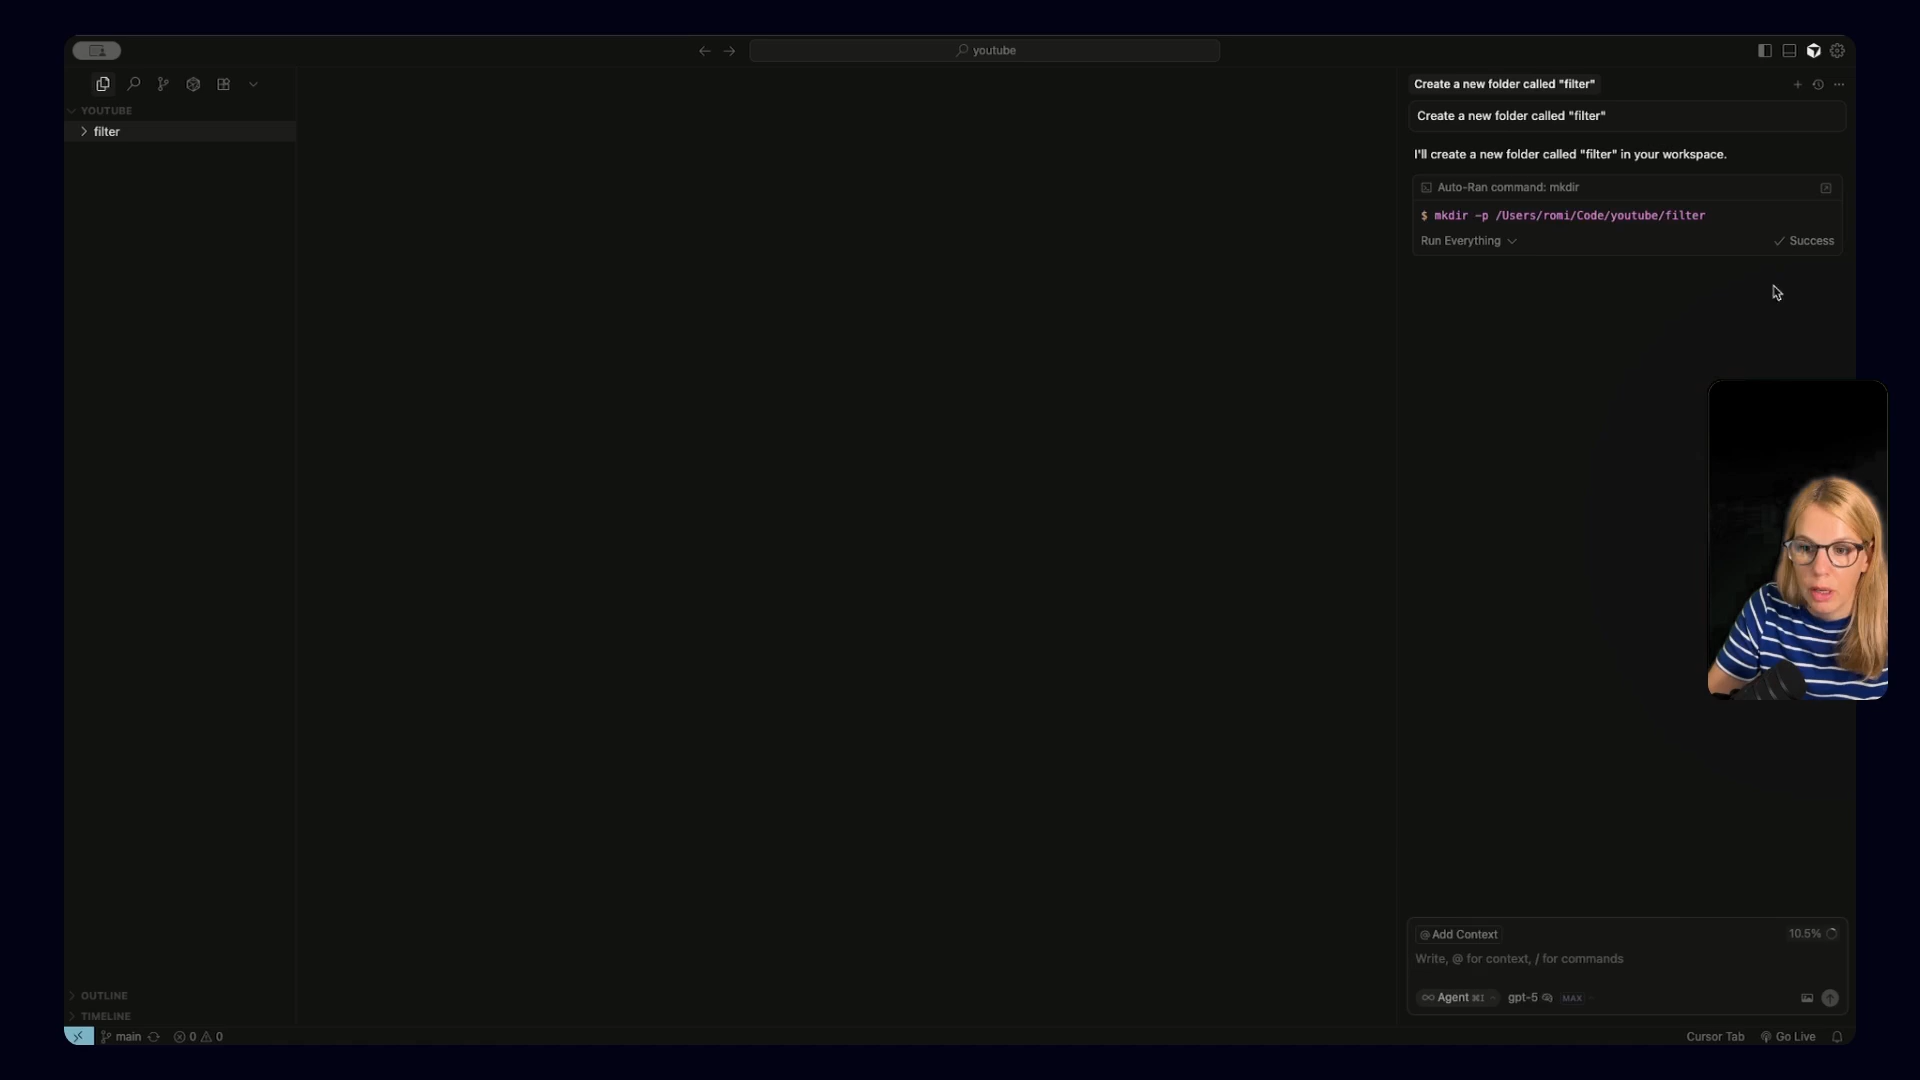 youtube
YOUTUBE
filter
Create a new folder called "filter"
Create a new folder called "filter"
I'll create a new folder called "filter" in your workspace.
Auto-Ran command: mkdir
$ mkdir -p /Users/romi/Code/youtube/filter
Run Everything
Success
@ Add Context
10.5%
Write, @ for context, / for commands
Agent ⌘I
gpt-5
MAX
OUTLINE
TIMELINE
main
0
0
Cursor Tab
Go Live